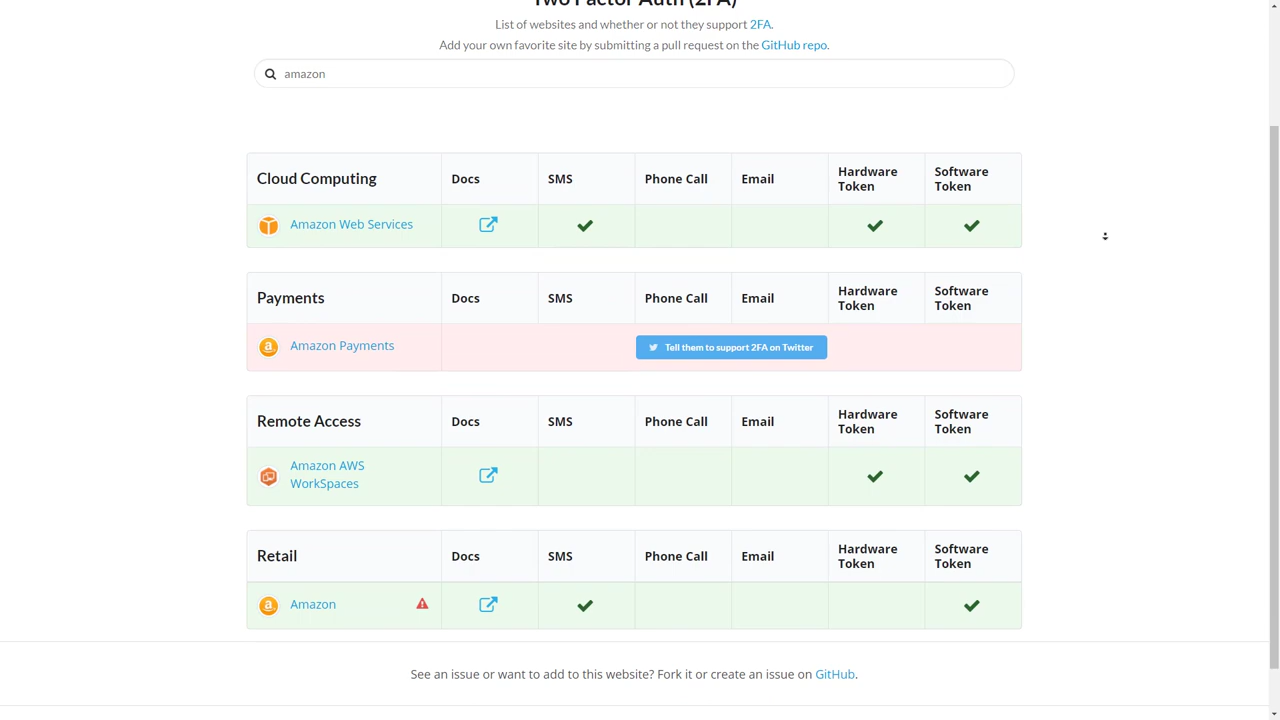 Two Factor Auth (2FA)
List of websites and whether or not they support 2FA.
Add your own favorite site by submitting a pull request on the GitHub repo.
amazon
Cloud Computing Docs SMS Phone Call Email Hardware Token Software Token
Amazon Web Services
Payments Docs SMS Phone Call Email Hardware Token Software Token
Amazon Payments Tell them to support 2FA on Twitter
Remote Access Docs SMS Phone Call Email Hardware Token Software Token
Amazon AWS
WorkSpaces
Retail Docs SMS Phone Call Email Hardware Token Software Token
Amazon
See an issue or want to add to this website? Fork it or create an issue on GitHub.